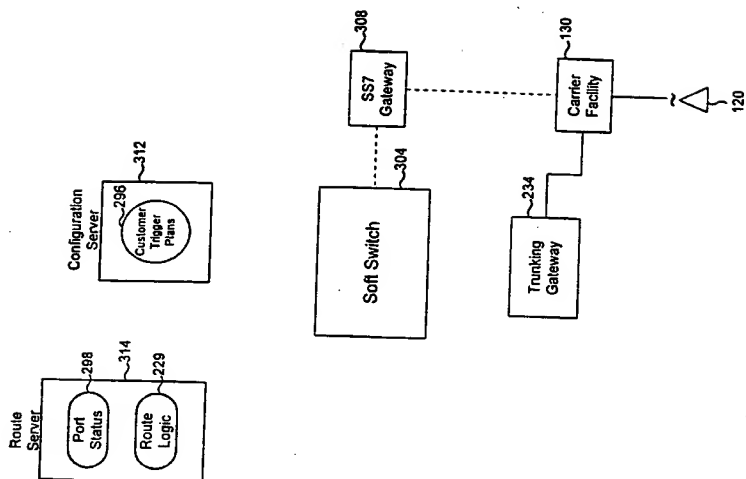 Route
Server
314
298
Port
Status
229
Route
Logic
Configuration
Server
312
296
Customer
Trigger
Plans
Soft Switch
304
SS7
Gateway
308
Trunking
Gateway
234
Carrier
Facility
130
120